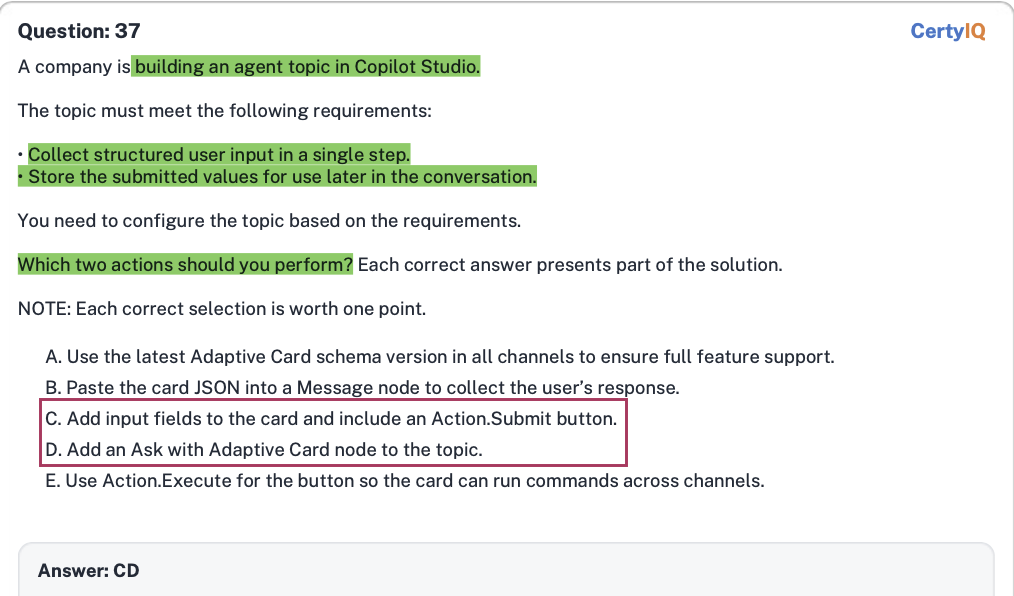 Question: 37
CertyIQ
A company is building an agent topic in Copilot Studio.
The topic must meet the following requirements:
• Collect structured user input in a single step.
• Store the submitted values for use later in the conversation.
You need to configure the topic based on the requirements.
Which two actions should you perform? Each correct answer presents part of the solution.
NOTE: Each correct selection is worth one point.
A. Use the latest Adaptive Card schema version in all channels to ensure full feature support.
B. Paste the card JSON into a Message node to collect the user’s response.
C. Add input fields to the card and include an Action.Submit button.
D. Add an Ask with Adaptive Card node to the topic.
E. Use Action.Execute for the button so the card can run commands across channels.
Answer: CD